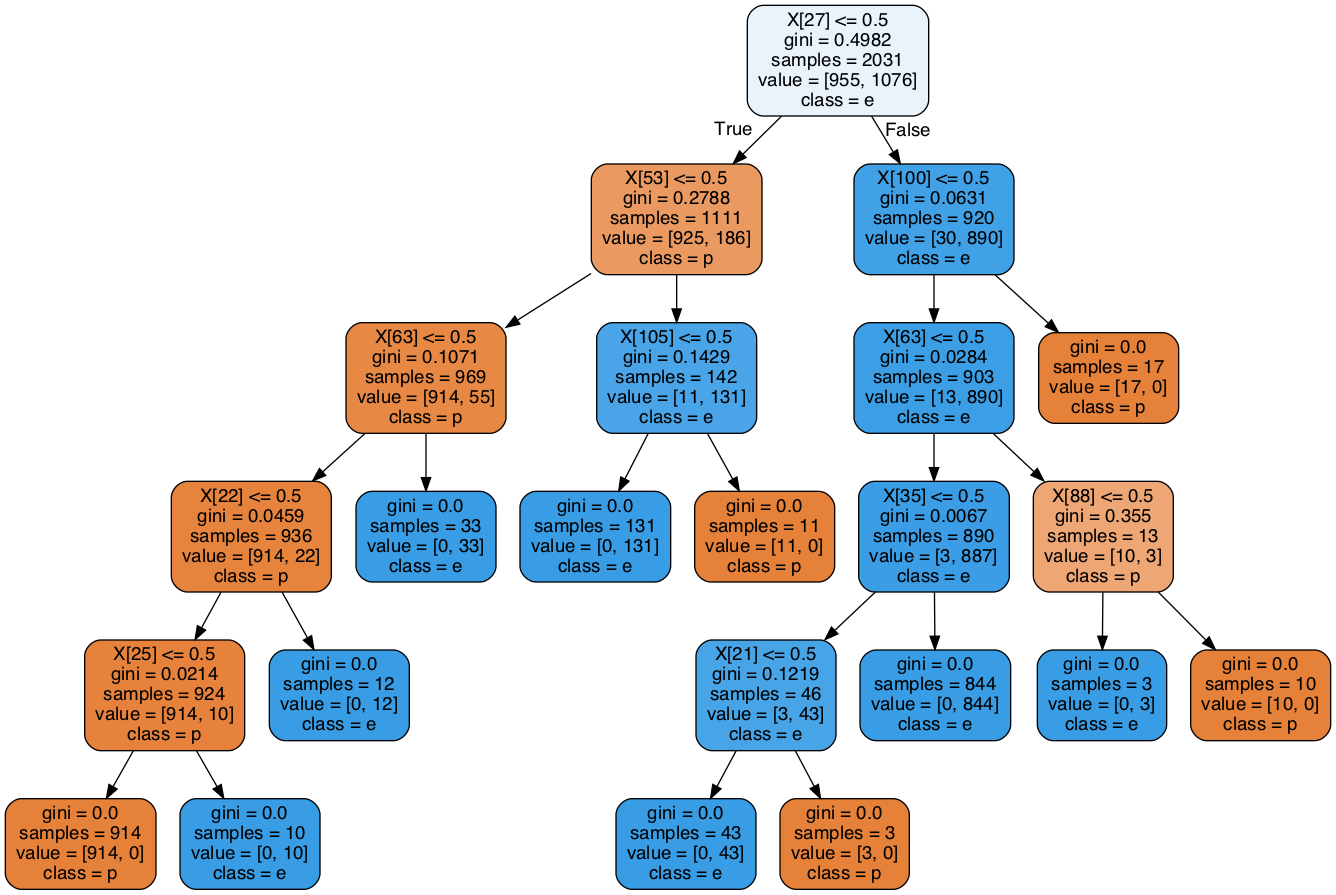 X[27] <= 0.5
gini = 0.4982
samples = 2031
value = [955, 1076]
class = e
True
False
X[53] <= 0.5
gini = 0.2788
samples = 1111
value = [925, 186]
class = p
X[100] <= 0.5
gini = 0.0631
samples = 920
value = [30, 890]
class = e
X[63] <= 0.5
gini = 0.1071
samples = 969
value = [914, 55]
class = p
X[105] <= 0.5
gini = 0.1429
samples = 142
value = [11, 131]
class = e
X[63] <= 0.5
gini = 0.0284
samples = 903
value = [13, 890]
class = e
gini = 0.0
samples = 17
value = [17, 0]
class = p
X[22] <= 0.5
gini = 0.0459
samples = 936
value = [914, 22]
class = p
gini = 0.0
samples = 33
value = [0, 33]
class = e
gini = 0.0
samples = 131
value = [0, 131]
class = e
gini = 0.0
samples = 11
value = [11, 0]
class = p
X[35] <= 0.5
gini = 0.0067
samples = 890
value = [3, 887]
class = e
X[88] <= 0.5
gini = 0.355
samples = 13
value = [10, 3]
class = p
X[25] <= 0.5
gini = 0.0214
samples = 924
value = [914, 10]
class = p
gini = 0.0
samples = 12
value = [0, 12]
class = e
X[21] <= 0.5
gini = 0.1219
samples = 46
value = [3, 43]
class = e
gini = 0.0
samples = 844
value = [0, 844]
class = e
gini = 0.0
samples = 3
value = [0, 3]
class = e
gini = 0.0
samples = 10
value = [10, 0]
class = p
gini = 0.0
samples = 914
value = [914, 0]
class = p
gini = 0.0
samples = 10
value = [0, 10]
class = e
gini = 0.0
samples = 43
value = [0, 43]
class = e
gini = 0.0
samples = 3
value = [3, 0]
class = p